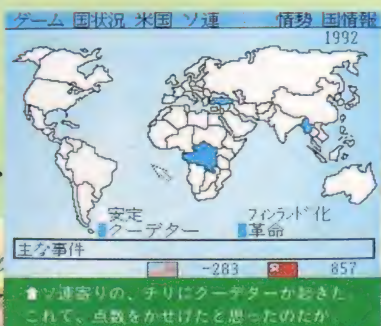 ゲーム 国状況 米国 ソ連 情勢 国情報
1992
安定 フィンランド化
クーデター 革命
主な事件
-283 857
⬆ソ連寄りの、チリにクーデターが起きた。
これで、点数をかせげたと思ったのだが